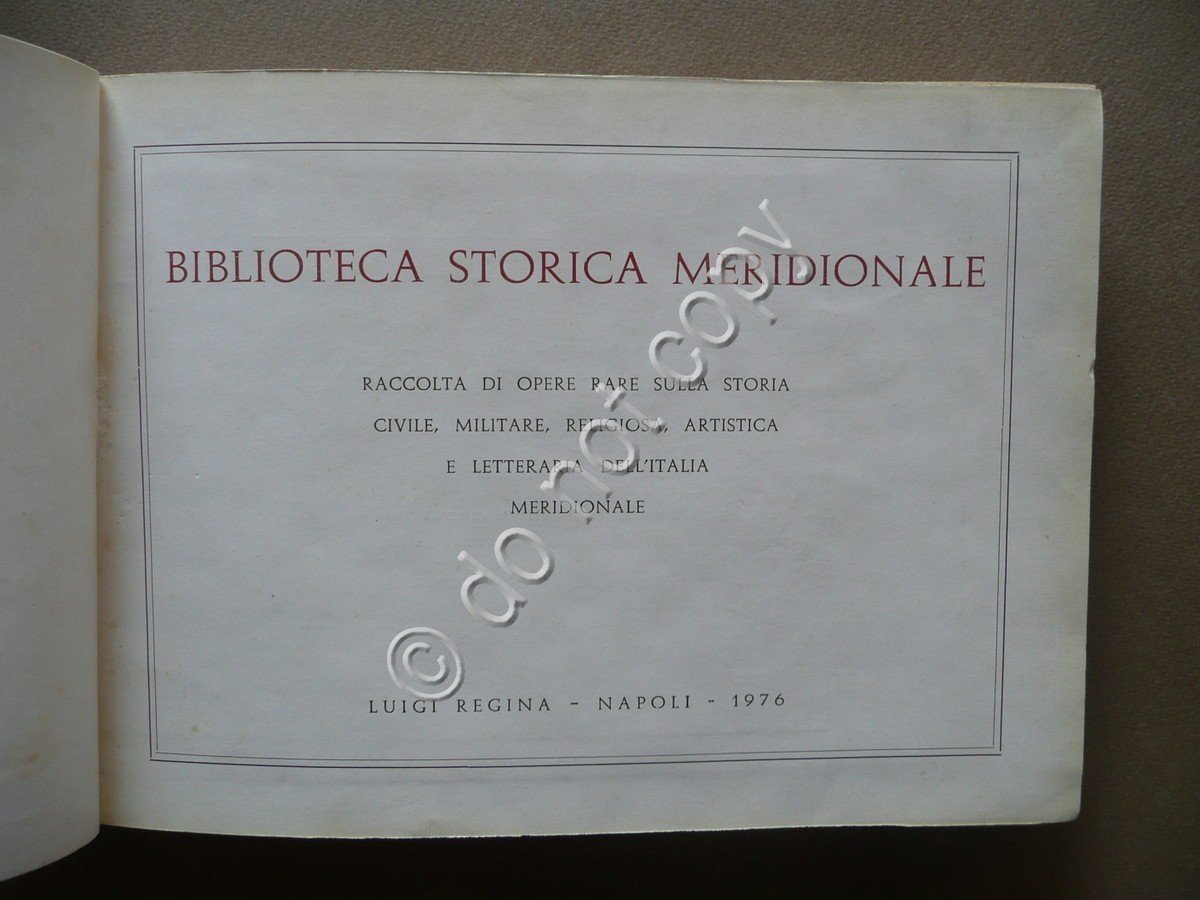 BIBLIOTECA STORICA MERIDIONALE
RACCOLTA DI OPERE RARE SULLA STORIA
CIVILE, MILITARE, RELIGIOSA, ARTISTICA
E LETTERARIA DELL'ITALIA
MERIDIONALE
LUIGI REGINA - NAPOLI - 1976
© do not copy